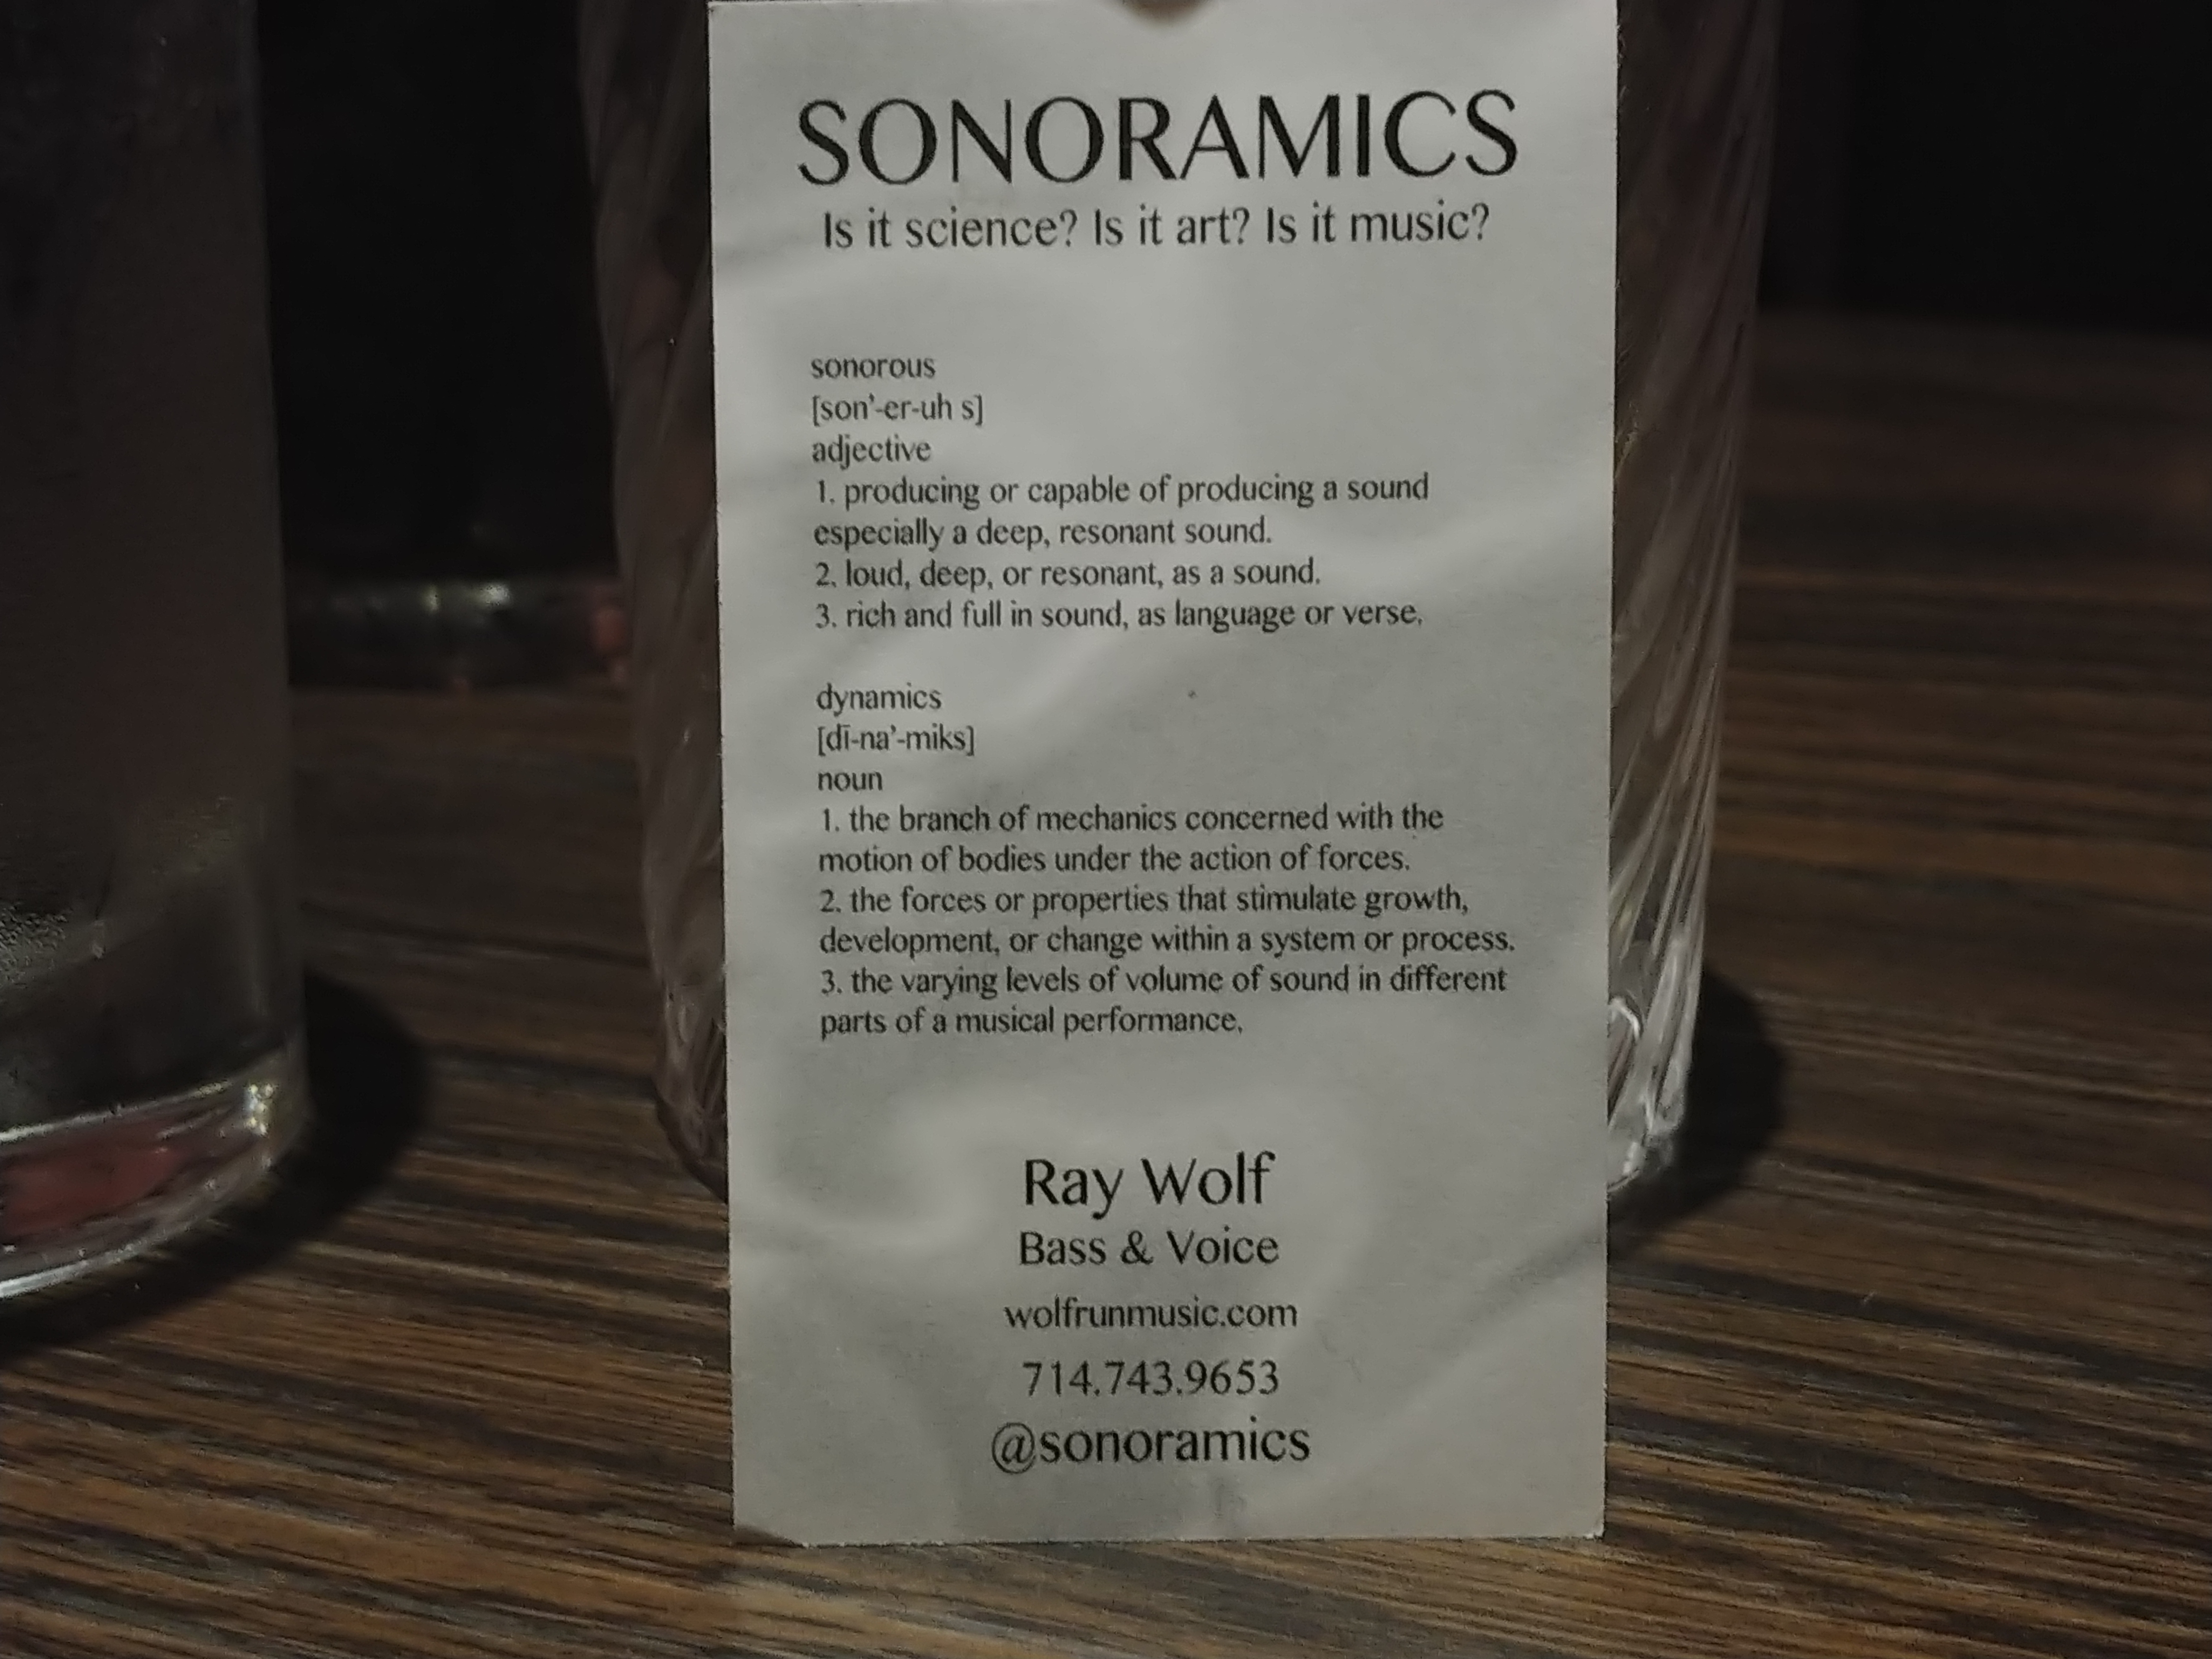 SONORAMICS
Is it science? Is it art? Is it music?
sonorous
[son’-er-uh s]
adjective
1. producing or capable of producing a sound
especially a deep, resonant sound.
2. loud, deep, or resonant, as a sound.
3. rich and full in sound, as language or verse.
dynamics
[dī-na’-miks]
noun
1. the branch of mechanics concerned with the
motion of bodies under the action of forces.
2. the forces or properties that stimulate growth,
development, or change within a system or process.
3. the varying levels of volume of sound in different
parts of a musical performance.
Ray Wolf
Bass & Voice
wolfrunmusic.com
714.743.9653
@sonoramics